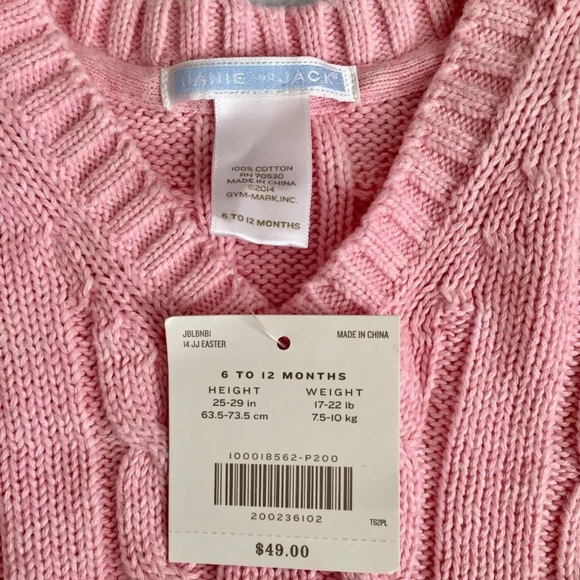 JANIE AND JACK®
100% COTTON
RN 70530
MADE IN CHINA
©2014
GYM-MARK, INC.
6 TO 12 MONTHS
JBLBNB1 MADE IN CHINA
14 JJ EASTER
6 TO 12 MONTHS
HEIGHT WEIGHT
25-29 in 17-22 lb
63.5-73.5 cm 7.5-10 kg
100018562-P200
200236102
T62PL
$49.00